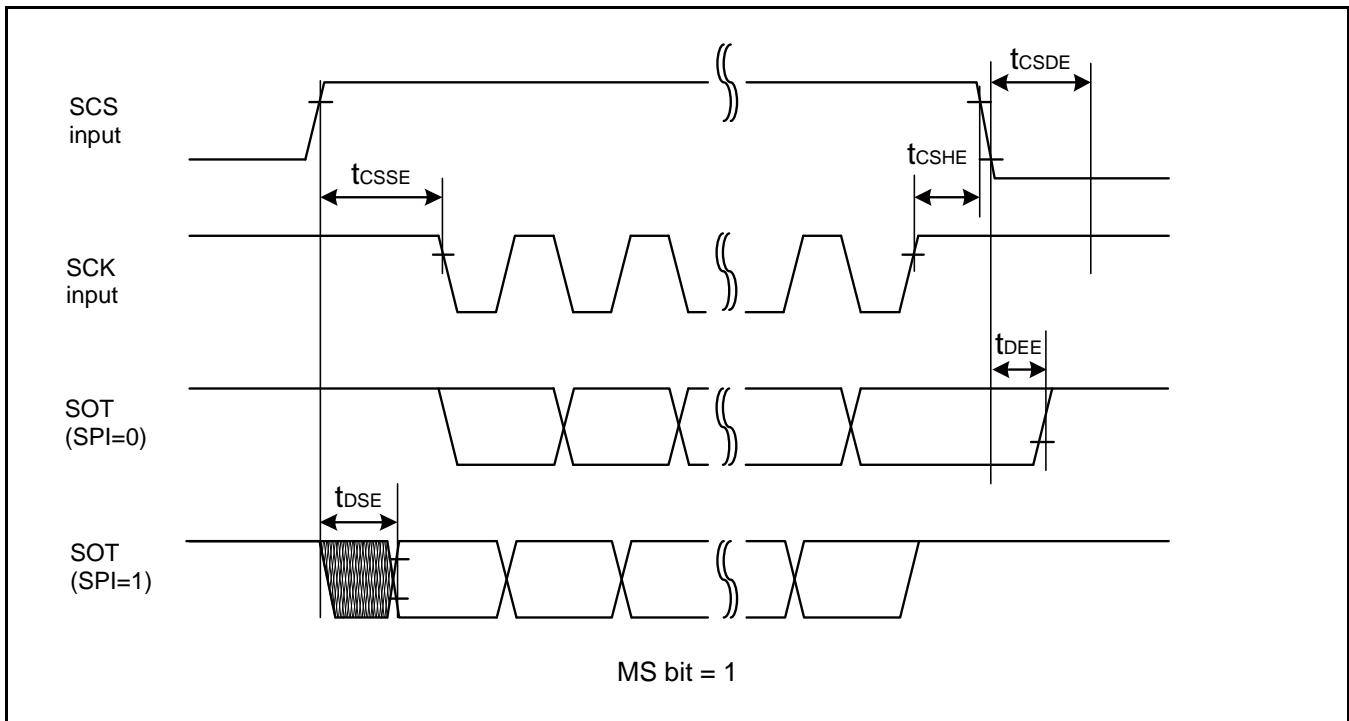 tCSDE
SCS
input
tCSHE
tCSSE
SCK
input
tDEE
SOT
(SPI=0)
tDSE
SOT
(SPI=1)
MS bit = 1